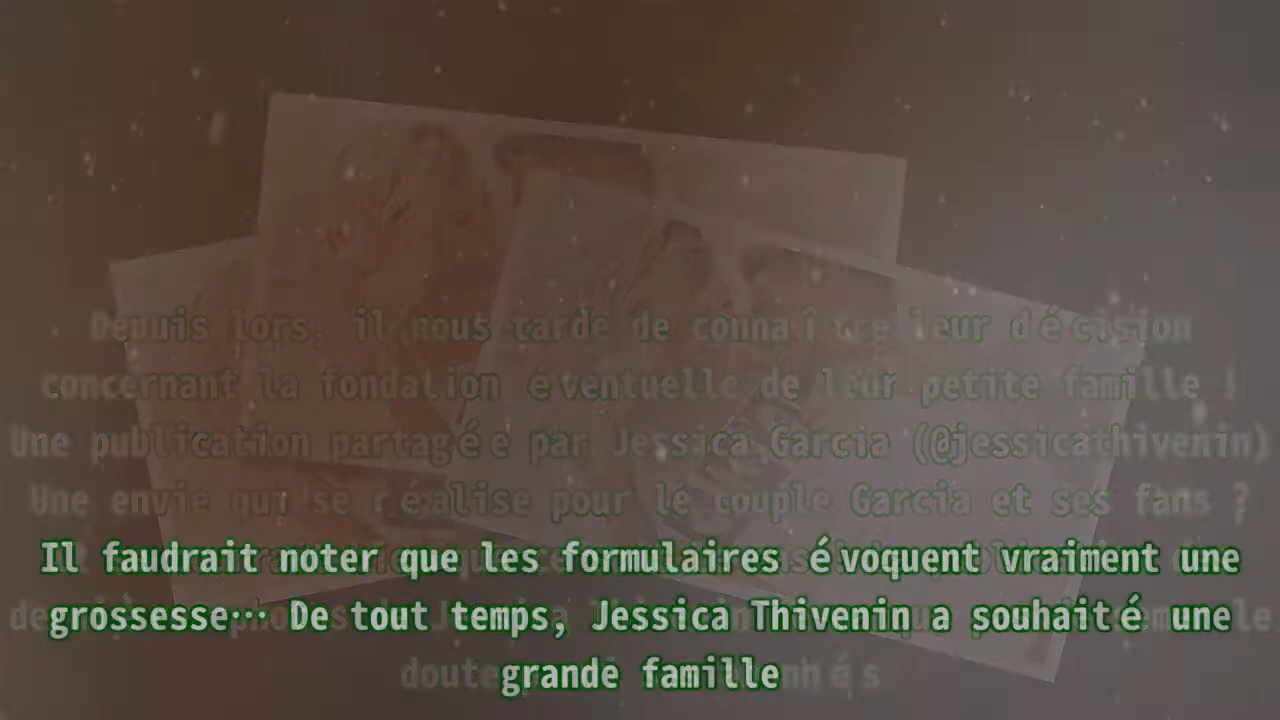 Depuis lors, il nous tarde de connaître leur décision
concernant la fondation éventuelle de leur petite famille !
Une publication partagée par Jessica Garcia (@jessicathivenin)
Une envie qui se réalise pour le couple Garcia et ses fans ?
Il faudrait noter que les formulaires évoquent vraiment une
grossesse… De tout temps, Jessica Thivenin a souhaité une
grande famille